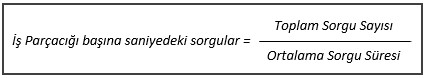 Toplam Sorgu Sayısı
İş Parçacığı başına saniyedeki sorgular =
Ortalama Sorgu Süresi